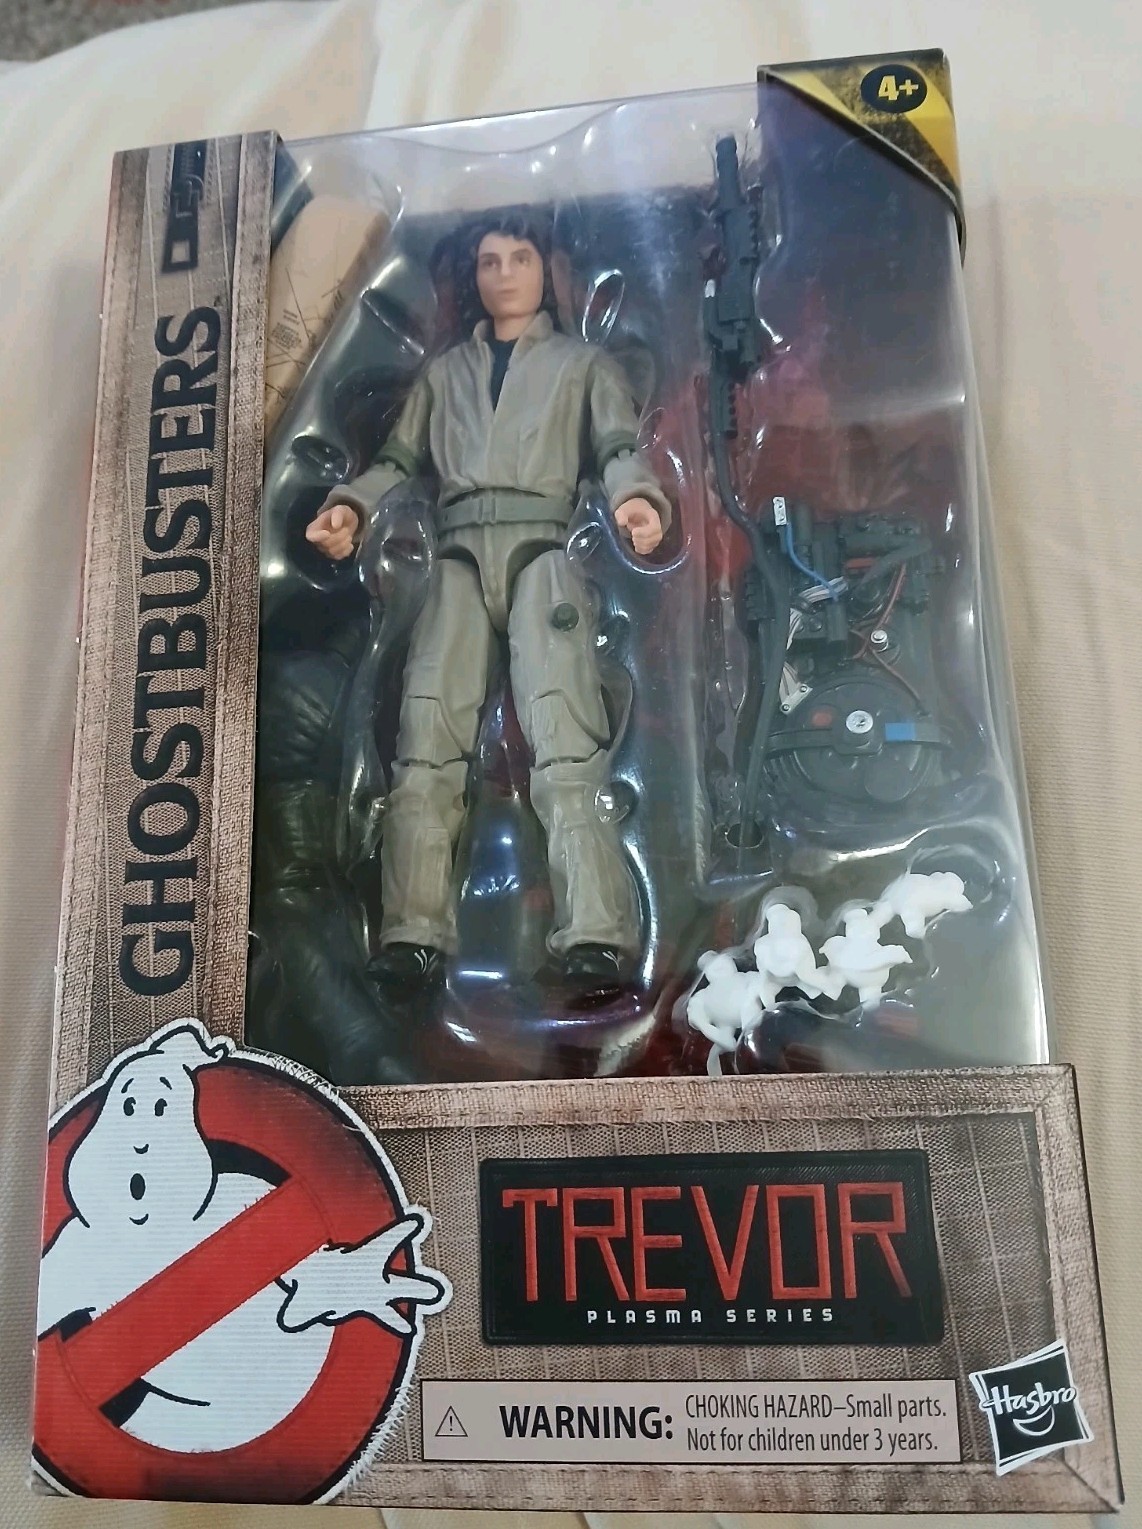 4+
GHOSTBUSTERS
TREVOR
PLASMA SERIES
WARNING:
CHOKING HAZARD–Small parts.
Not for children under 3 years.
Hasbro